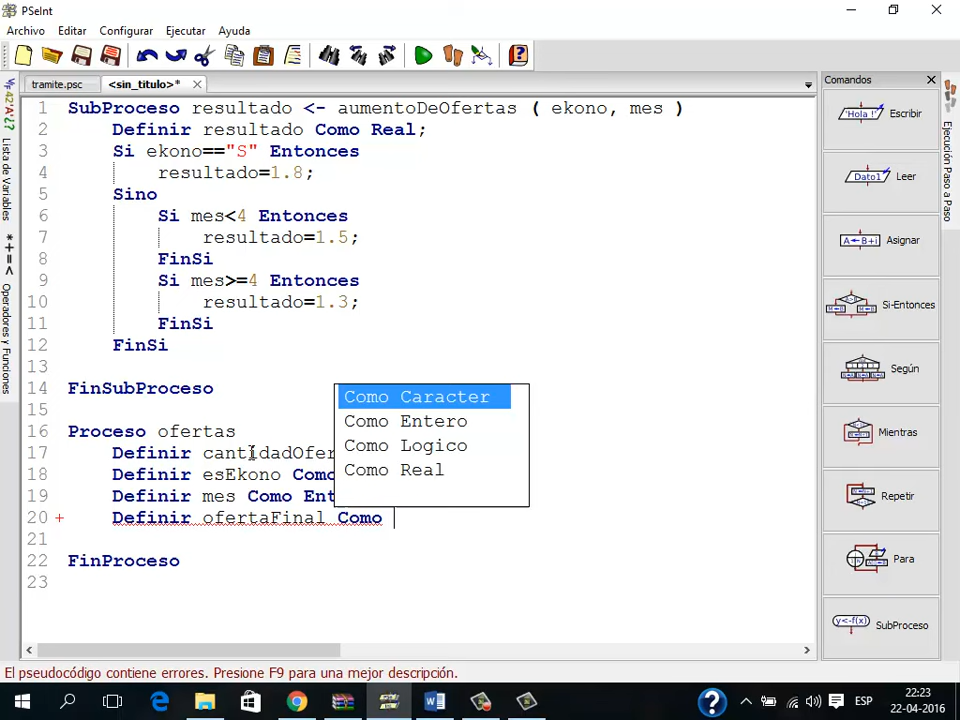 PSeInt
Archivo Editar Configurar Ejecutar Ayuda
tramite.psc <sin_titulo>*
Comandos
1 SubProceso resultado <- aumentoDeOfertas ( ekono, mes )
2 Definir resultado Como Real;
3 Si ekono=="S" Entonces
4 resultado=1.8;
5 Sino
6 Si mes<4 Entonces
7 resultado=1.5;
8 FinSi
9 Si mes>=4 Entonces
10 resultado=1.3;
11 FinSi
12 FinSi
13
14 FinSubProceso
15
16 Proceso ofertas
17 Definir cantidadOfer
18 Definir esEkono Como
19 Definir mes Como Ent
20 + Definir ofertaFinal Como
21
22 FinProceso
23
Como Caracter
Como Entero
Como Logico
Como Real
Lista de Variables
Operadores y Funciones
'Hola !' Escribir
Dato1 Leer
A←B+i Asignar
Si-Entonces
Según
Mientras
Repetir
Para
y<-f(x) SubProceso
Ejecución Paso a Paso
El pseudocódigo contiene errores. Presione F9 para una mejor descripción.
ESP
22:23
22-04-2016